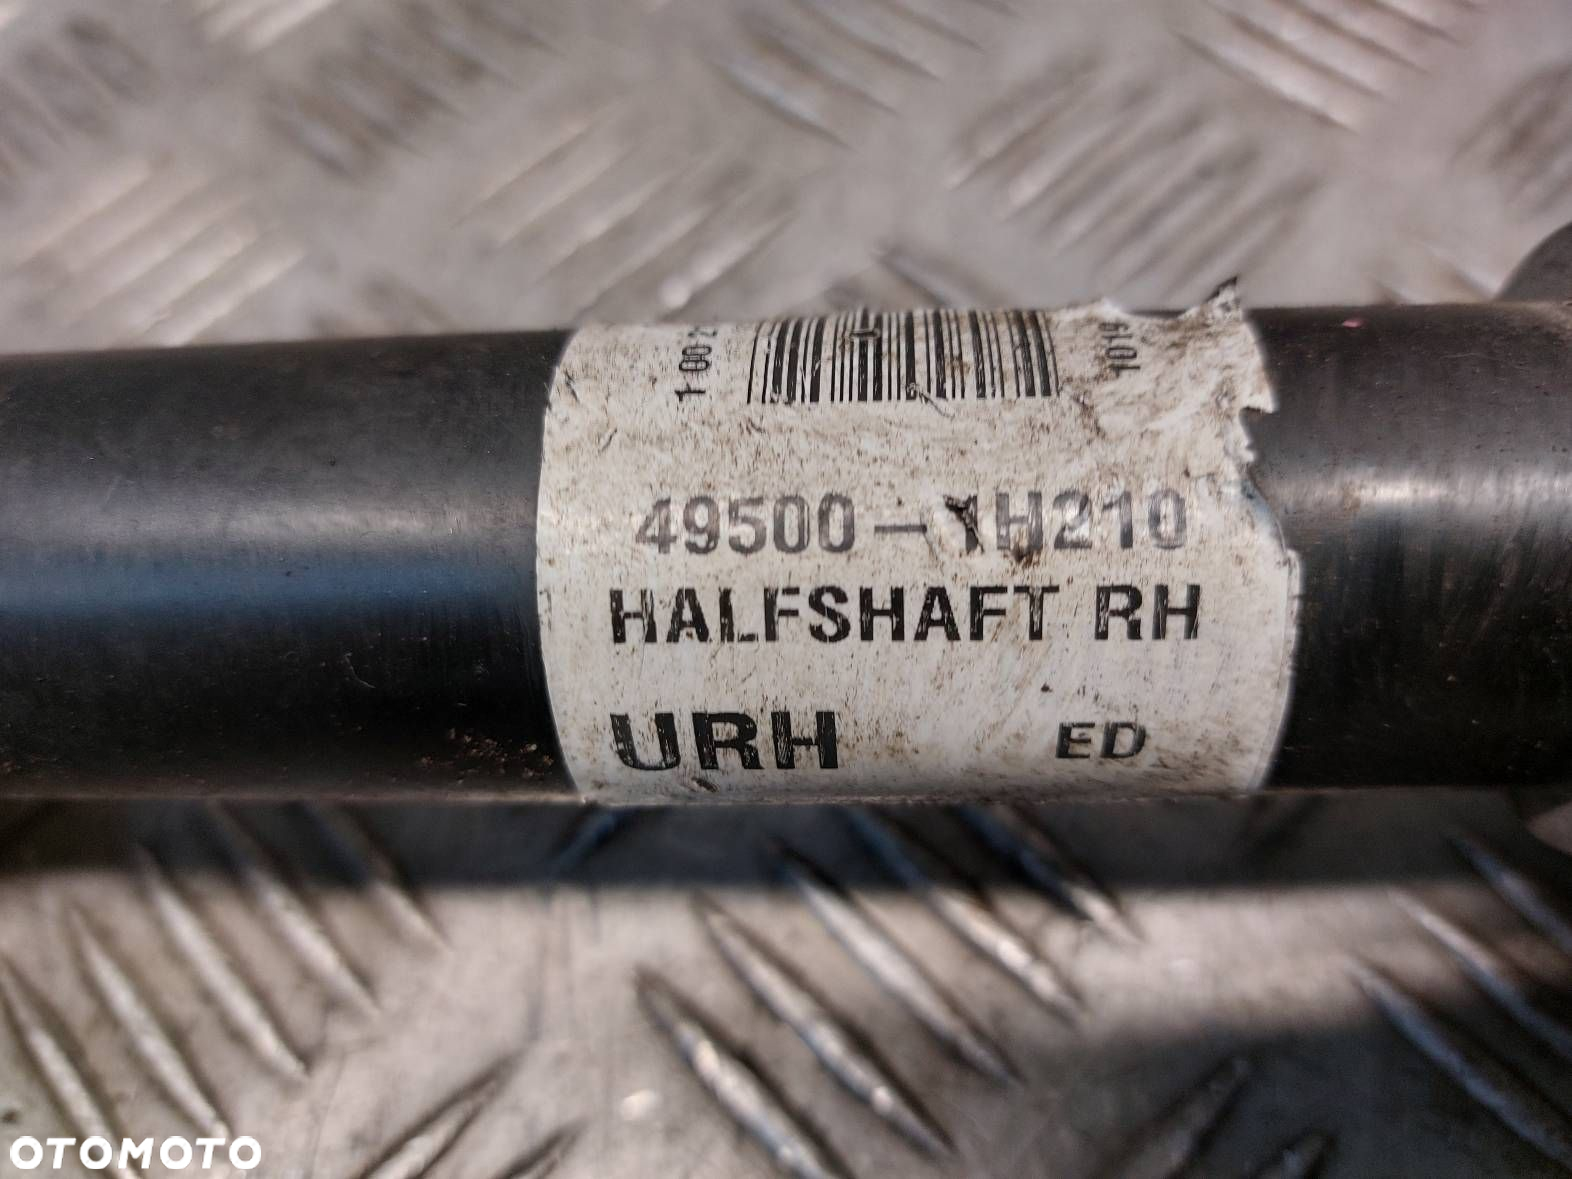 49500-1H210
HALFSHAFT RH
URH ED
OTOMOTO